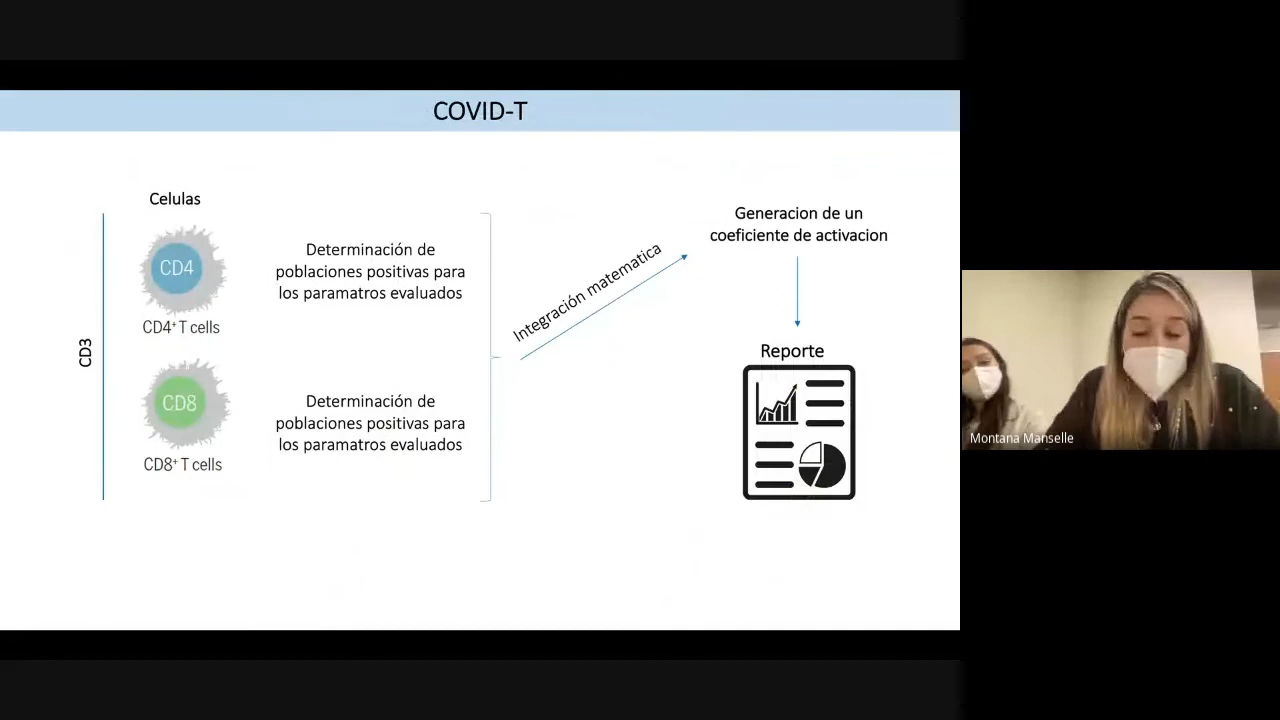 COVID-T
Celulas
CD3
CD4
CD4+ T cells
Determinación de
poblaciones positivas para
los paramatros evaluados
CD8
CD8+ T cells
Determinación de
poblaciones positivas para
los paramatros evaluados
Integración matematica
Generacion de un
coeficiente de activacion
Reporte
Montana Manselle